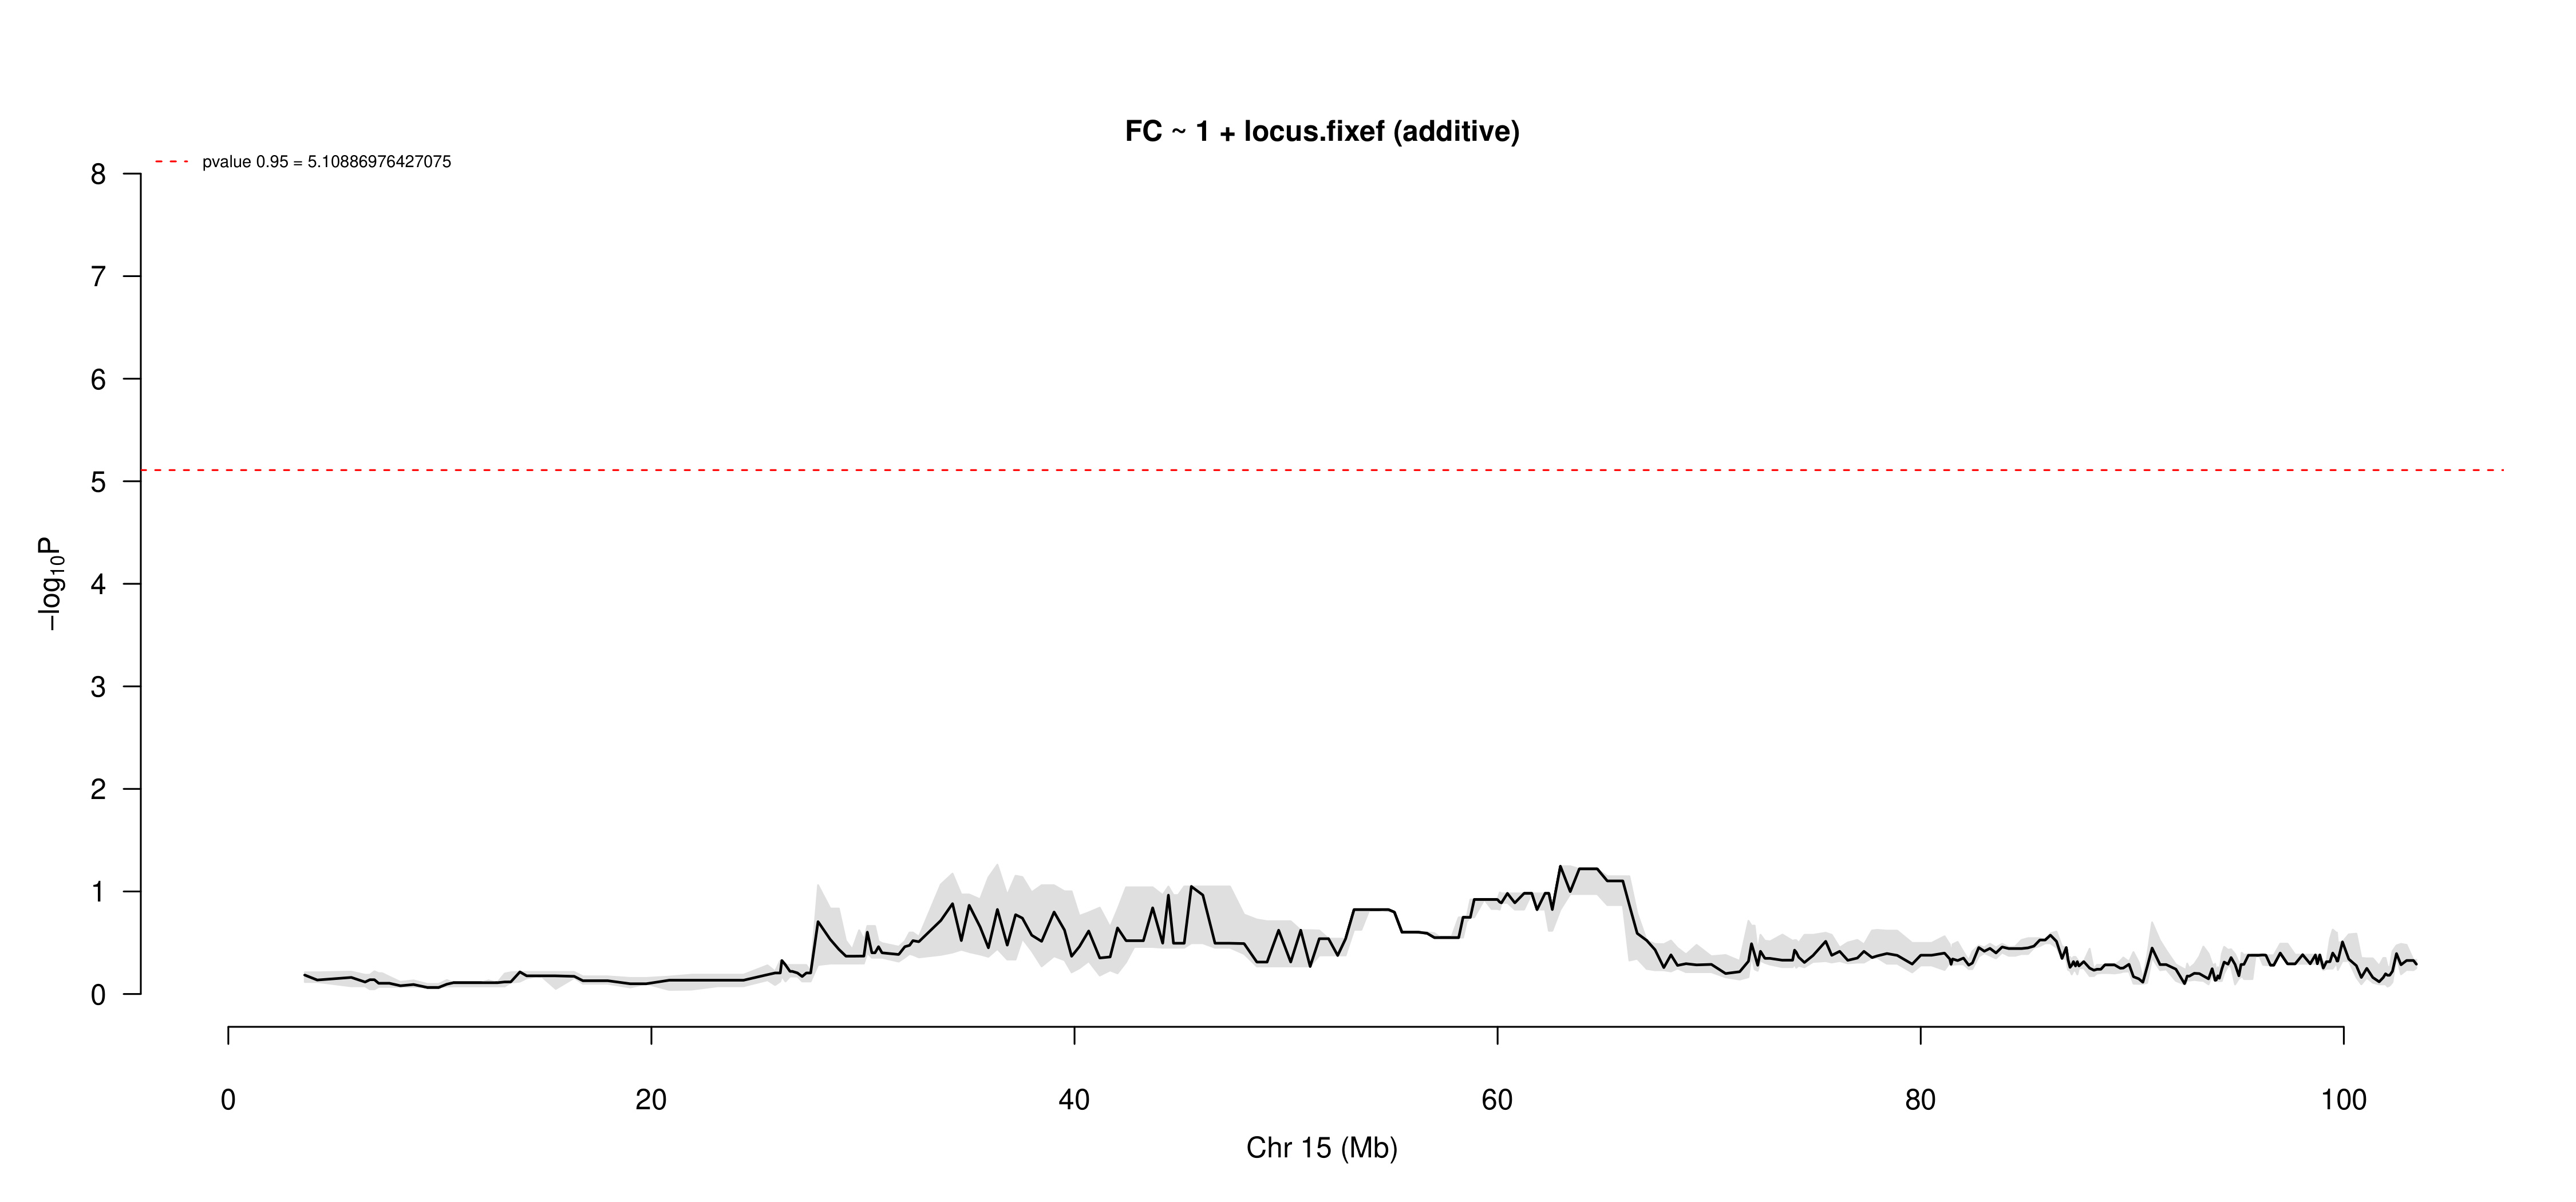 FC ~ 1 + locus.fixef (additive)
pvalue 0.95 = 5.10886976427075
8
7
6
5
4
3
2
1
0
−log10P
0 20 40 60 80 100
Chr 15 (Mb)